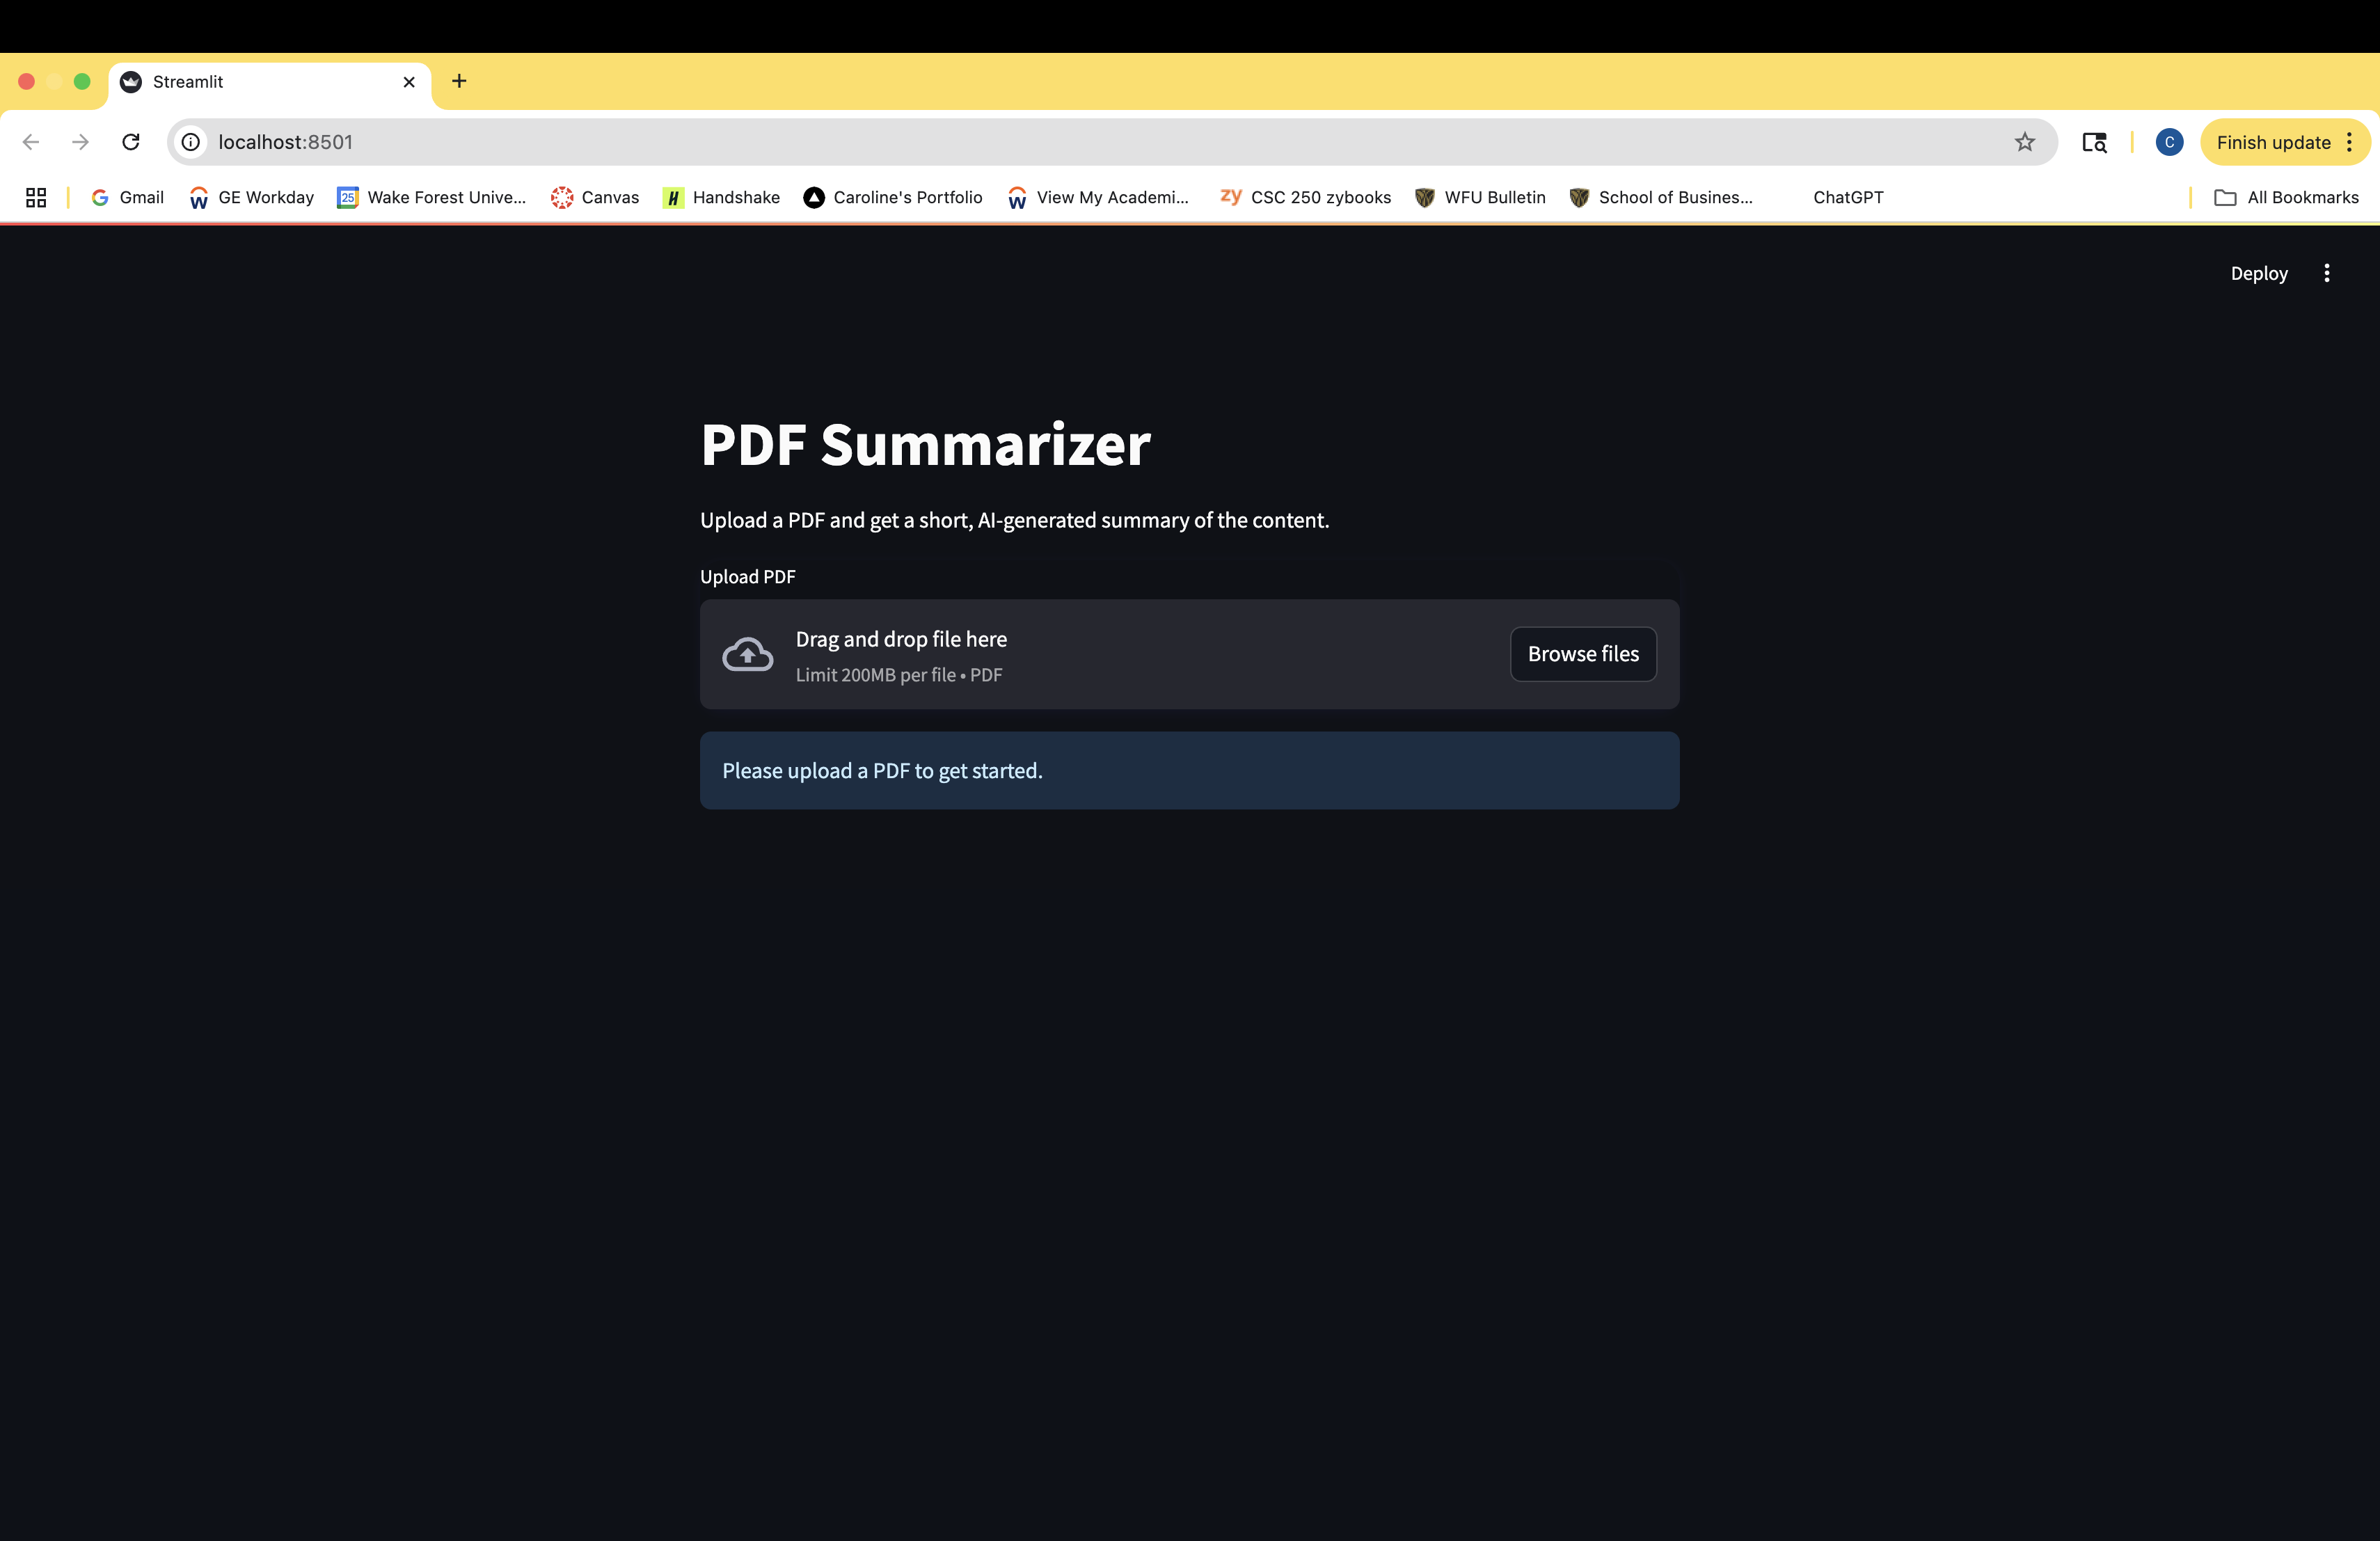 Streamlit
localhost:8501
C
Finish update
Gmail
GE Workday
25
Wake Forest Unive...
Canvas
H
Handshake
Caroline's Portfolio
View My Academi...
zy
CSC 250 zybooks
WFU Bulletin
School of Busines...
ChatGPT
All Bookmarks
Deploy
PDF Summarizer
Upload a PDF and get a short, AI-generated summary of the content.
Upload PDF
Drag and drop file here
Limit 200MB per file • PDF
Browse files
Please upload a PDF to get started.